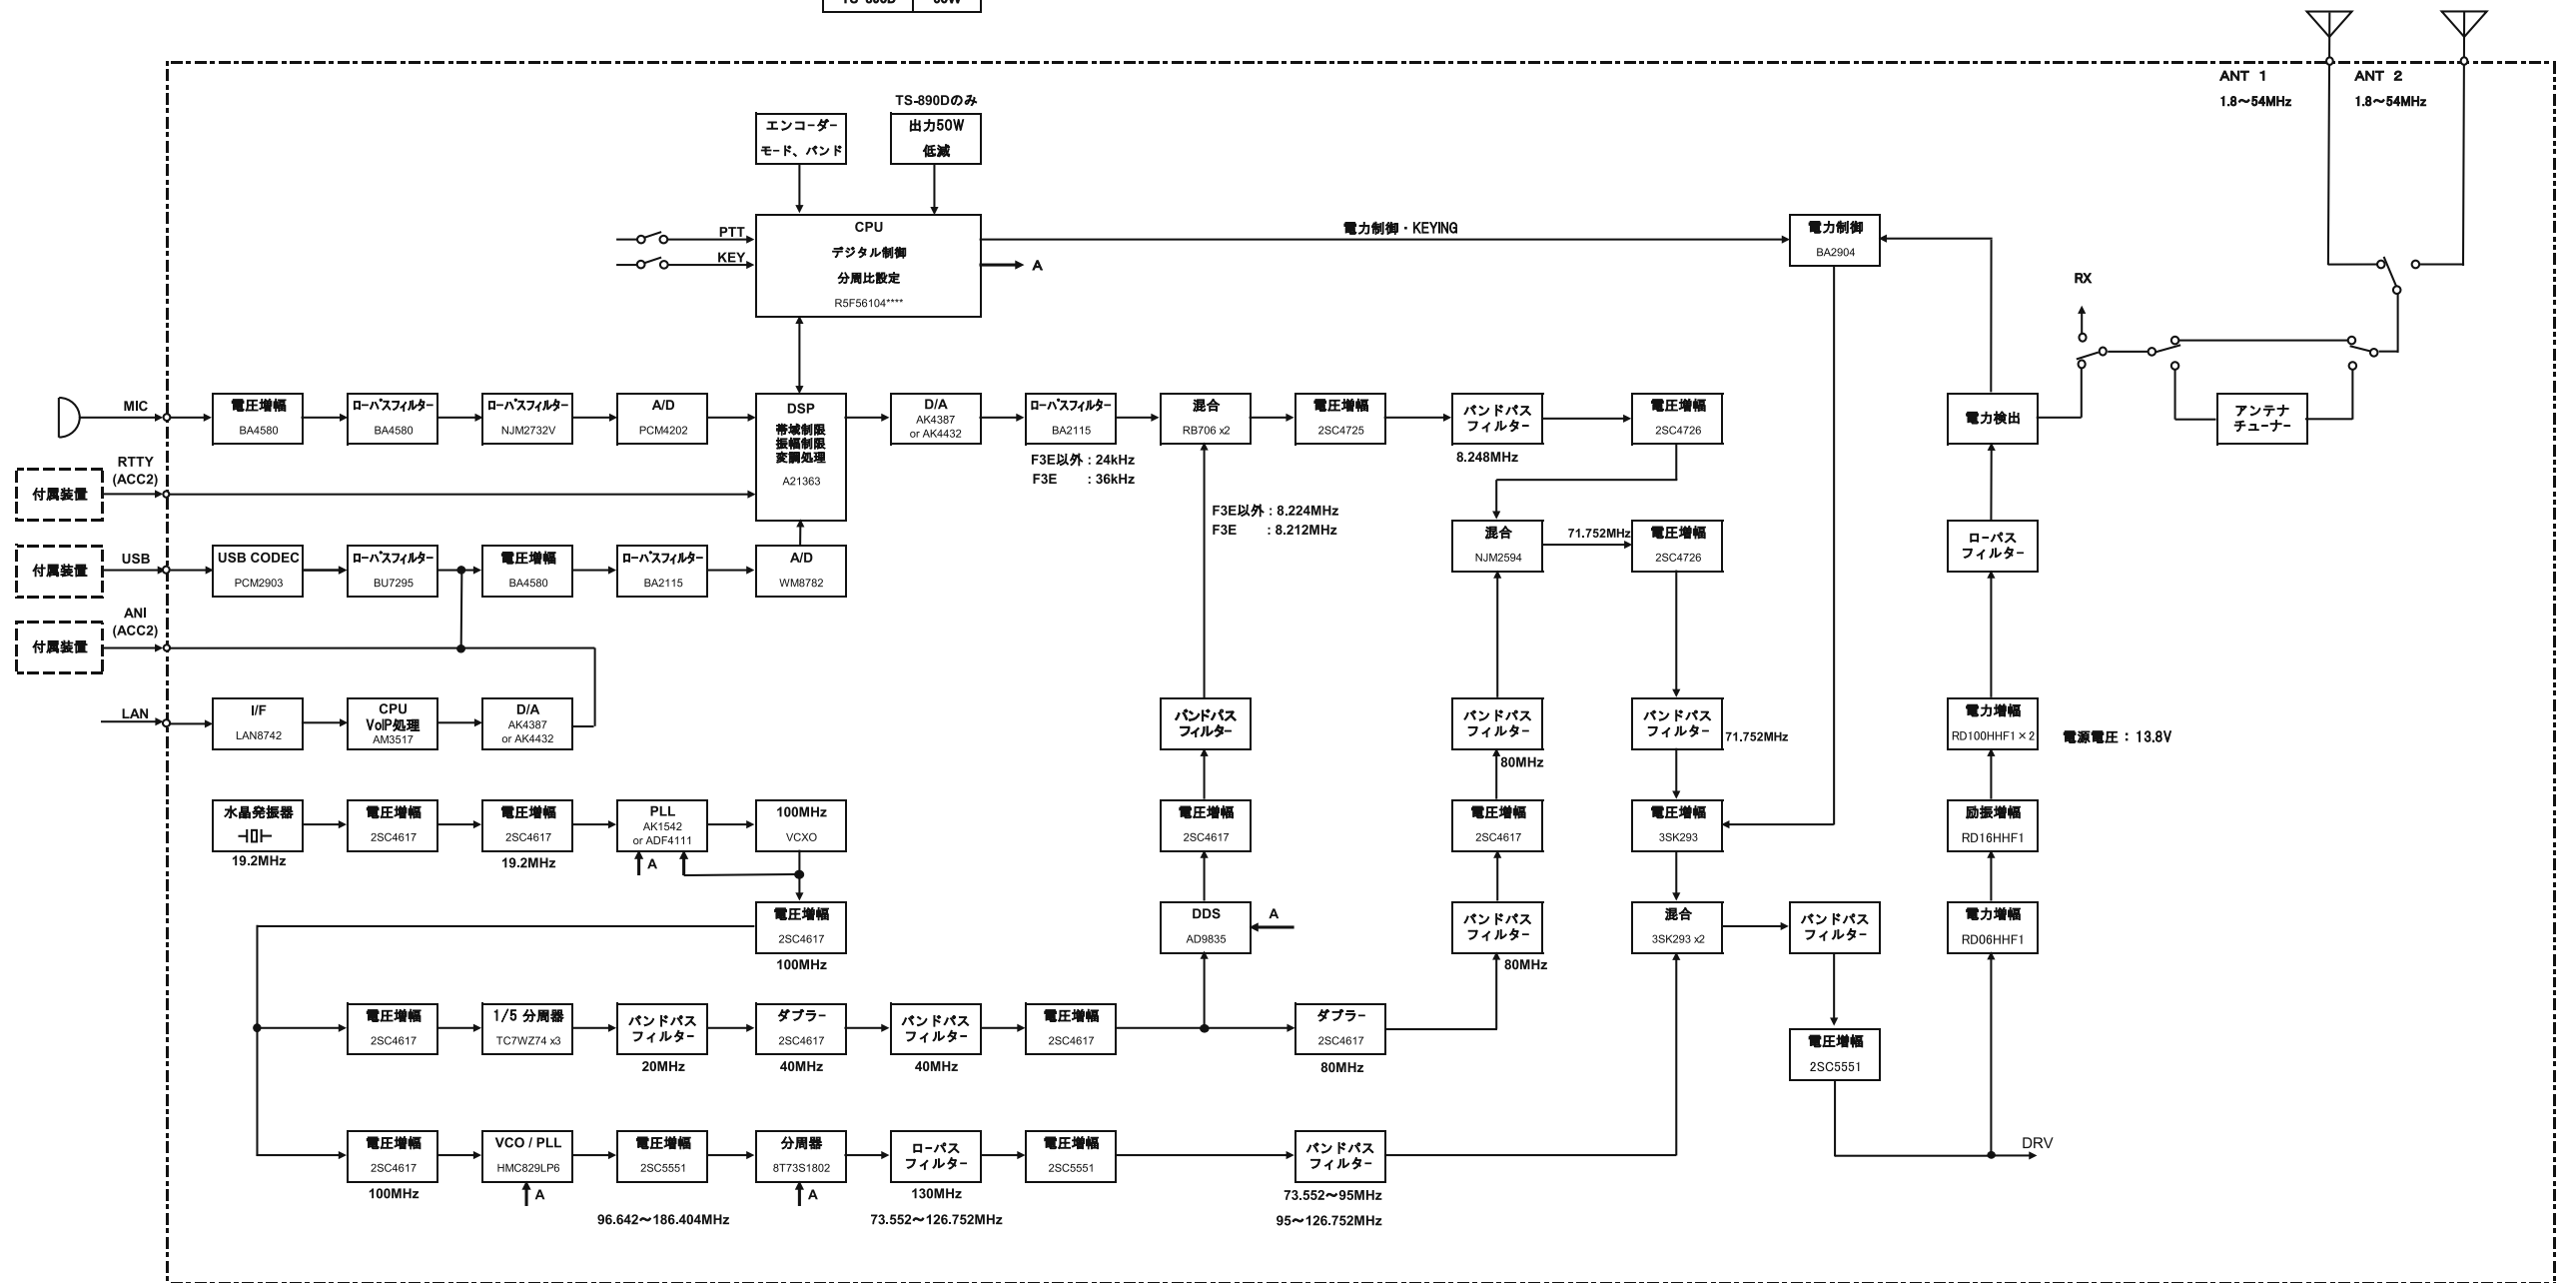 ANT 1
ANT 2
1.8～54MHz
1.8～54MHz
TS-890Dのみ
エンコーダー
モード、バンド
出力50W
低減
PTT
KEY
CPU
デジタル制御
分周比設定
R5F56104****
A
電力制御・KEYING
電力制御
BA2904
RX
MIC
電圧増幅
BA4580
ローパスフィルター
BA4580
ローパスフィルター
NJM2732V
A/D
PCM4202
DSP
帯域制限
振幅制限
変調処理
A21363
D/A
AK4387
or AK4432
ローパスフィルター
BA2115
F3E以外 : 24kHz
F3E : 36kHz
混合
RB706 x2
電圧増幅
2SC4725
バンドパス
フィルター
8.248MHz
電圧増幅
2SC4726
電力検出
アンテナ
チューナー
付属装置
RTTY
(ACC2)
F3E以外 : 8.224MHz
F3E : 8.212MHz
混合
NJM2594
71.752MHz
電圧増幅
2SC4726
ローパス
フィルター
付属装置
USB
USB CODEC
PCM2903
ローパスフィルター
BU7295
電圧増幅
BA4580
ローパスフィルター
BA2115
A/D
WM8782
付属装置
ANI
(ACC2)
LAN
I/F
LAN8742
CPU
VoIP処理
AM3517
D/A
AK4387
or AK4432
バンドパス
フィルター
バンドパス
フィルター
80MHz
バンドパス
フィルター
71.752MHz
電力増幅
RD100HHF1×2
電源電圧 : 13.8V
水晶発振器
19.2MHz
電圧増幅
2SC4617
電圧増幅
2SC4617
19.2MHz
PLL
AK1542
or ADF4111
A
100MHz
VCXO
電圧増幅
2SC4617
電圧増幅
2SC4617
電圧増幅
3SK293
励振増幅
RD16HHF1
電圧増幅
2SC4617
100MHz
DDS
AD9835
A
バンドパス
フィルター
80MHz
混合
3SK293 x2
バンドパス
フィルター
電力増幅
RD06HHF1
電圧増幅
2SC4617
1/5 分周器
TC7WZ74 x3
バンドパス
フィルター
20MHz
ダブラー
2SC4617
40MHz
バンドパス
フィルター
40MHz
電圧増幅
2SC4617
ダブラー
2SC4617
80MHz
電圧増幅
2SC5551
電圧増幅
2SC4617
100MHz
VCO / PLL
HMC829LP6
A
電圧増幅
2SC5551
96.642～186.404MHz
分周器
8T73S1802
A
ローパス
フィルター
130MHz
73.552～126.752MHz
電圧増幅
2SC5551
バンドパス
フィルター
73.552～95MHz
95～126.752MHz
DRV